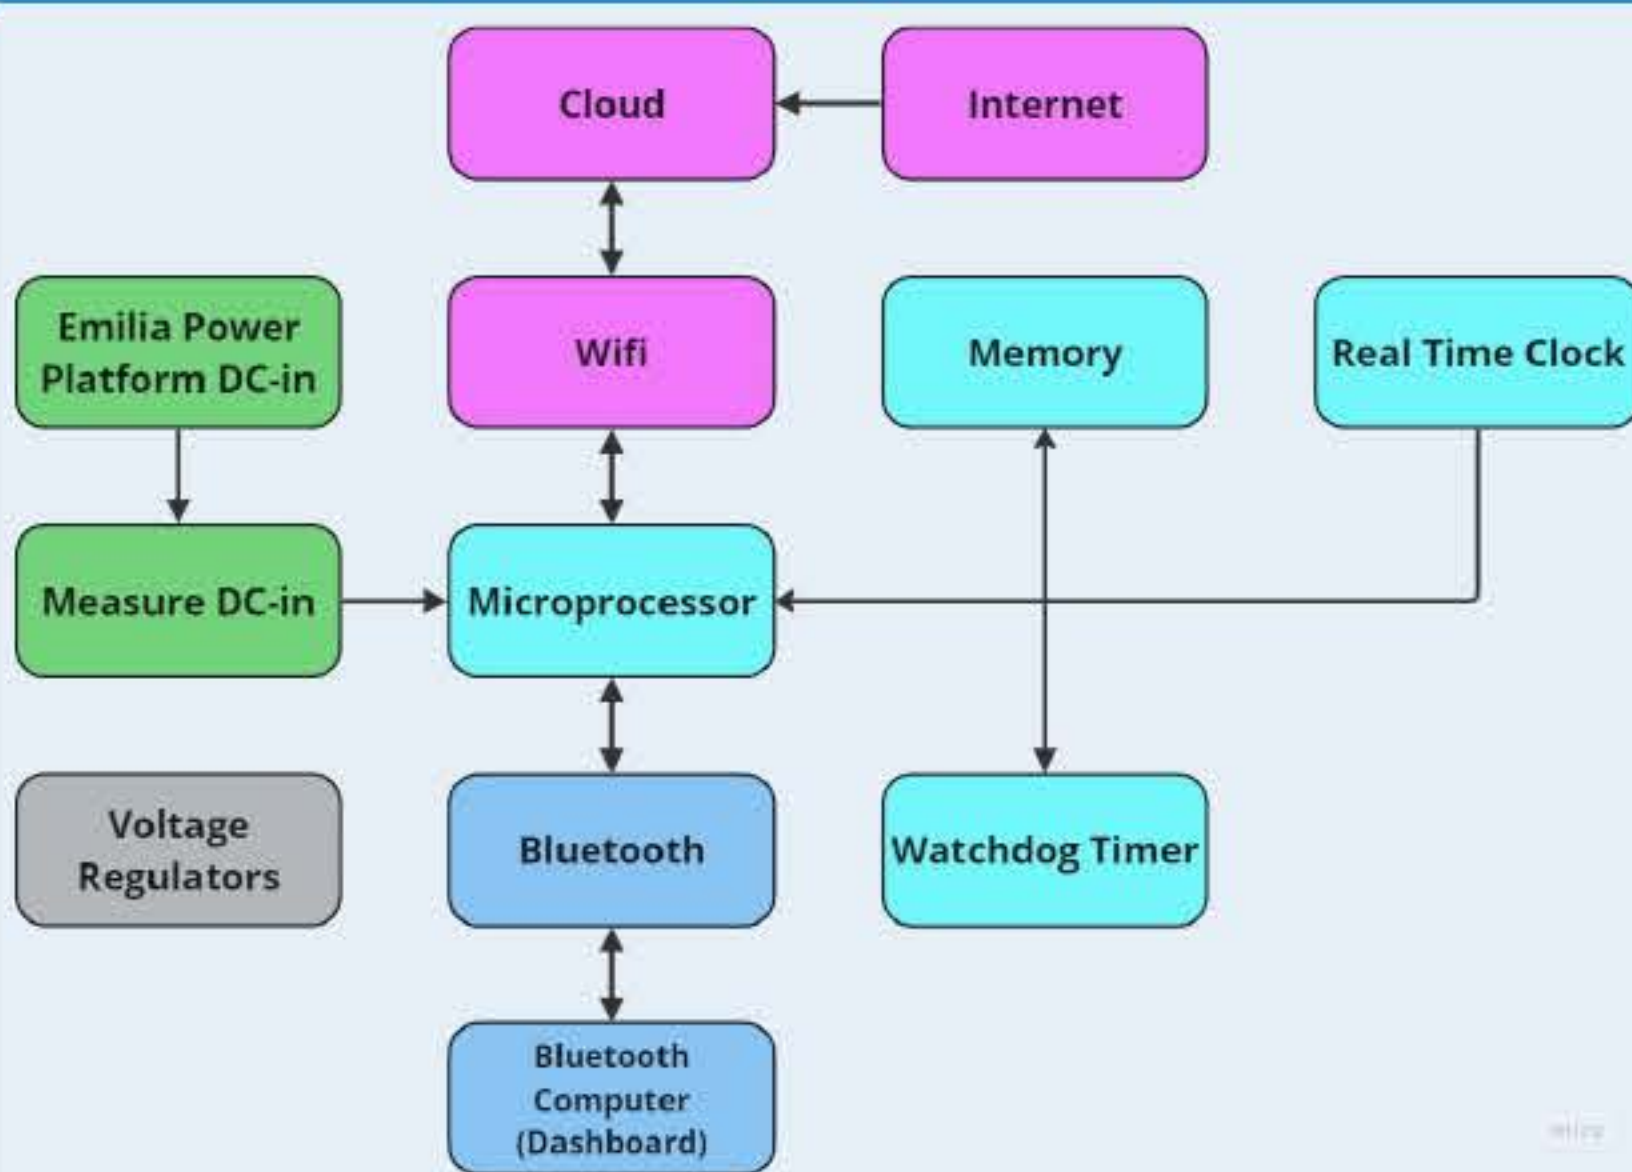 Cloud
Internet
Emilia Power
Platform DC-in
Wifi
Memory
Real Time Clock
Measure DC-in
Microprocessor
Voltage
Regulators
Bluetooth
Watchdog Timer
Bluetooth
Computer
(Dashboard)
miro